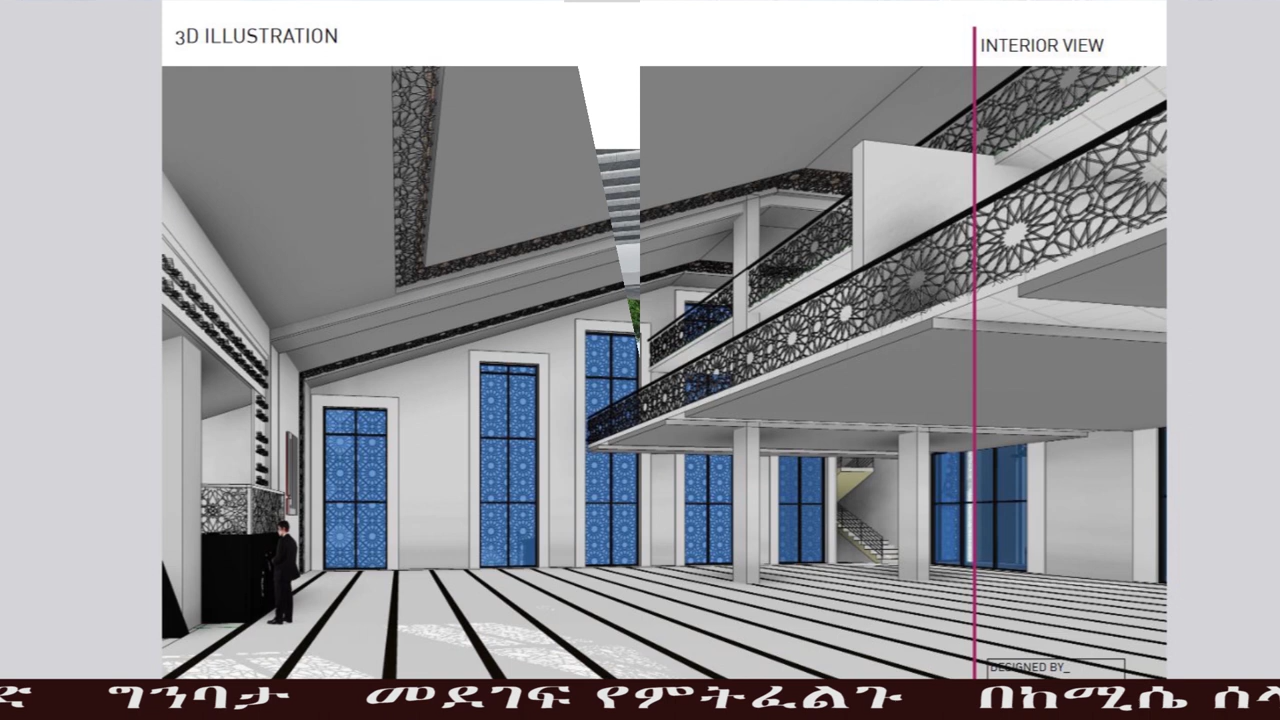 3D ILLUSTRATION
INTERIOR VIEW
DESIGNED BY_
ግንባታ መደገፍ የምትፈልጉ በከሚሴ